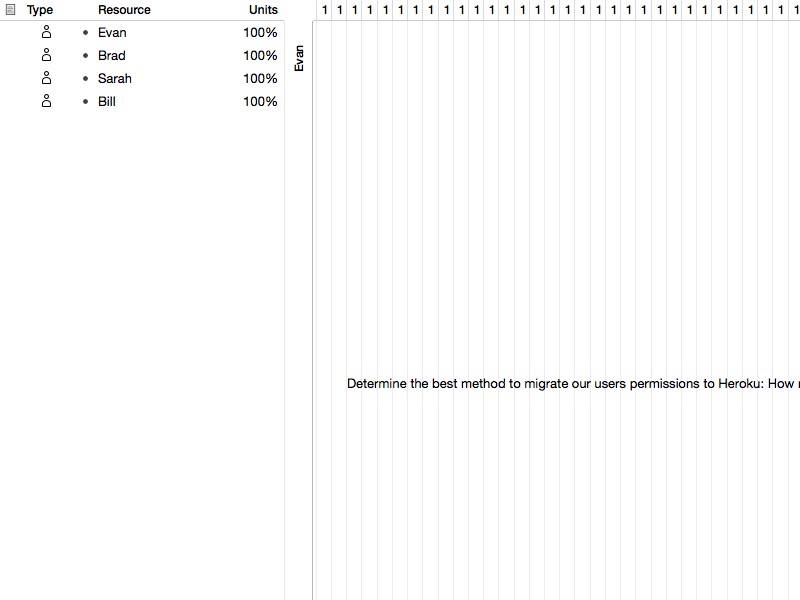 Type Resource Units 1 1 1 1 1 1 1 1 1 1 1 1 1 1 1 1 1 1 1 1 1 1 1 1 1 1 1 1 1 1 1 1
Evan 100%
Brad 100%
Sarah 100%
Bill 100%
Evan
Determine the best method to migrate our users permissions to Heroku: How